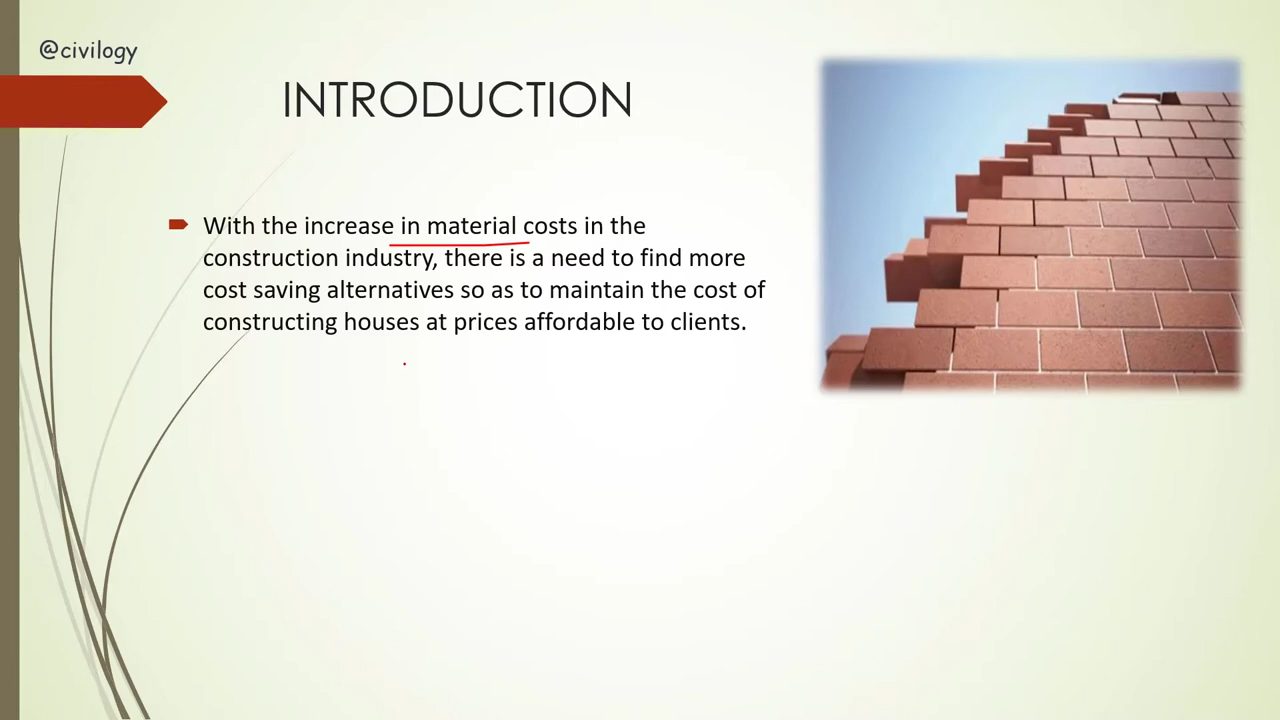 @civilogy
INTRODUCTION
With the increase in material costs in the
construction industry, there is a need to find more
cost saving alternatives so as to maintain the cost of
constructing houses at prices affordable to clients.